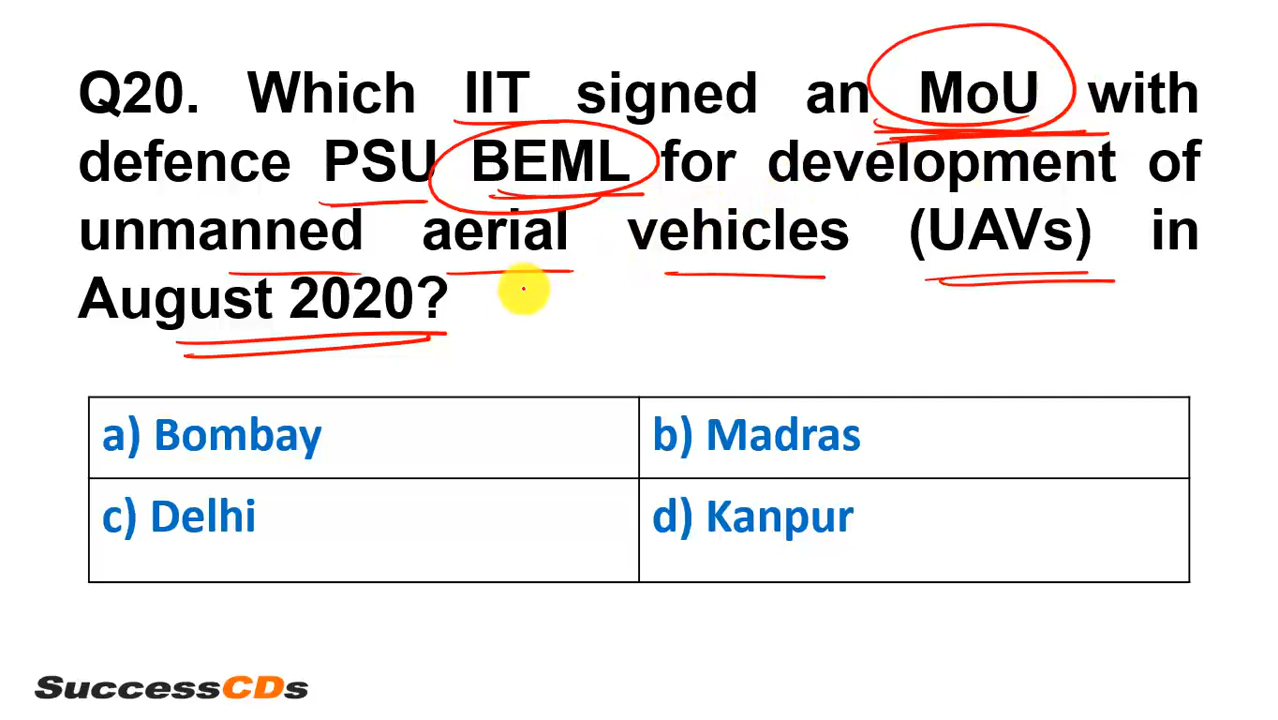 Q20. Which IIT signed an MoU with
defence PSU BEML for development of
unmanned aerial vehicles (UAVs) in
August 2020?
a) Bombay
b) Madras
c) Delhi
d) Kanpur
SuccessCDs